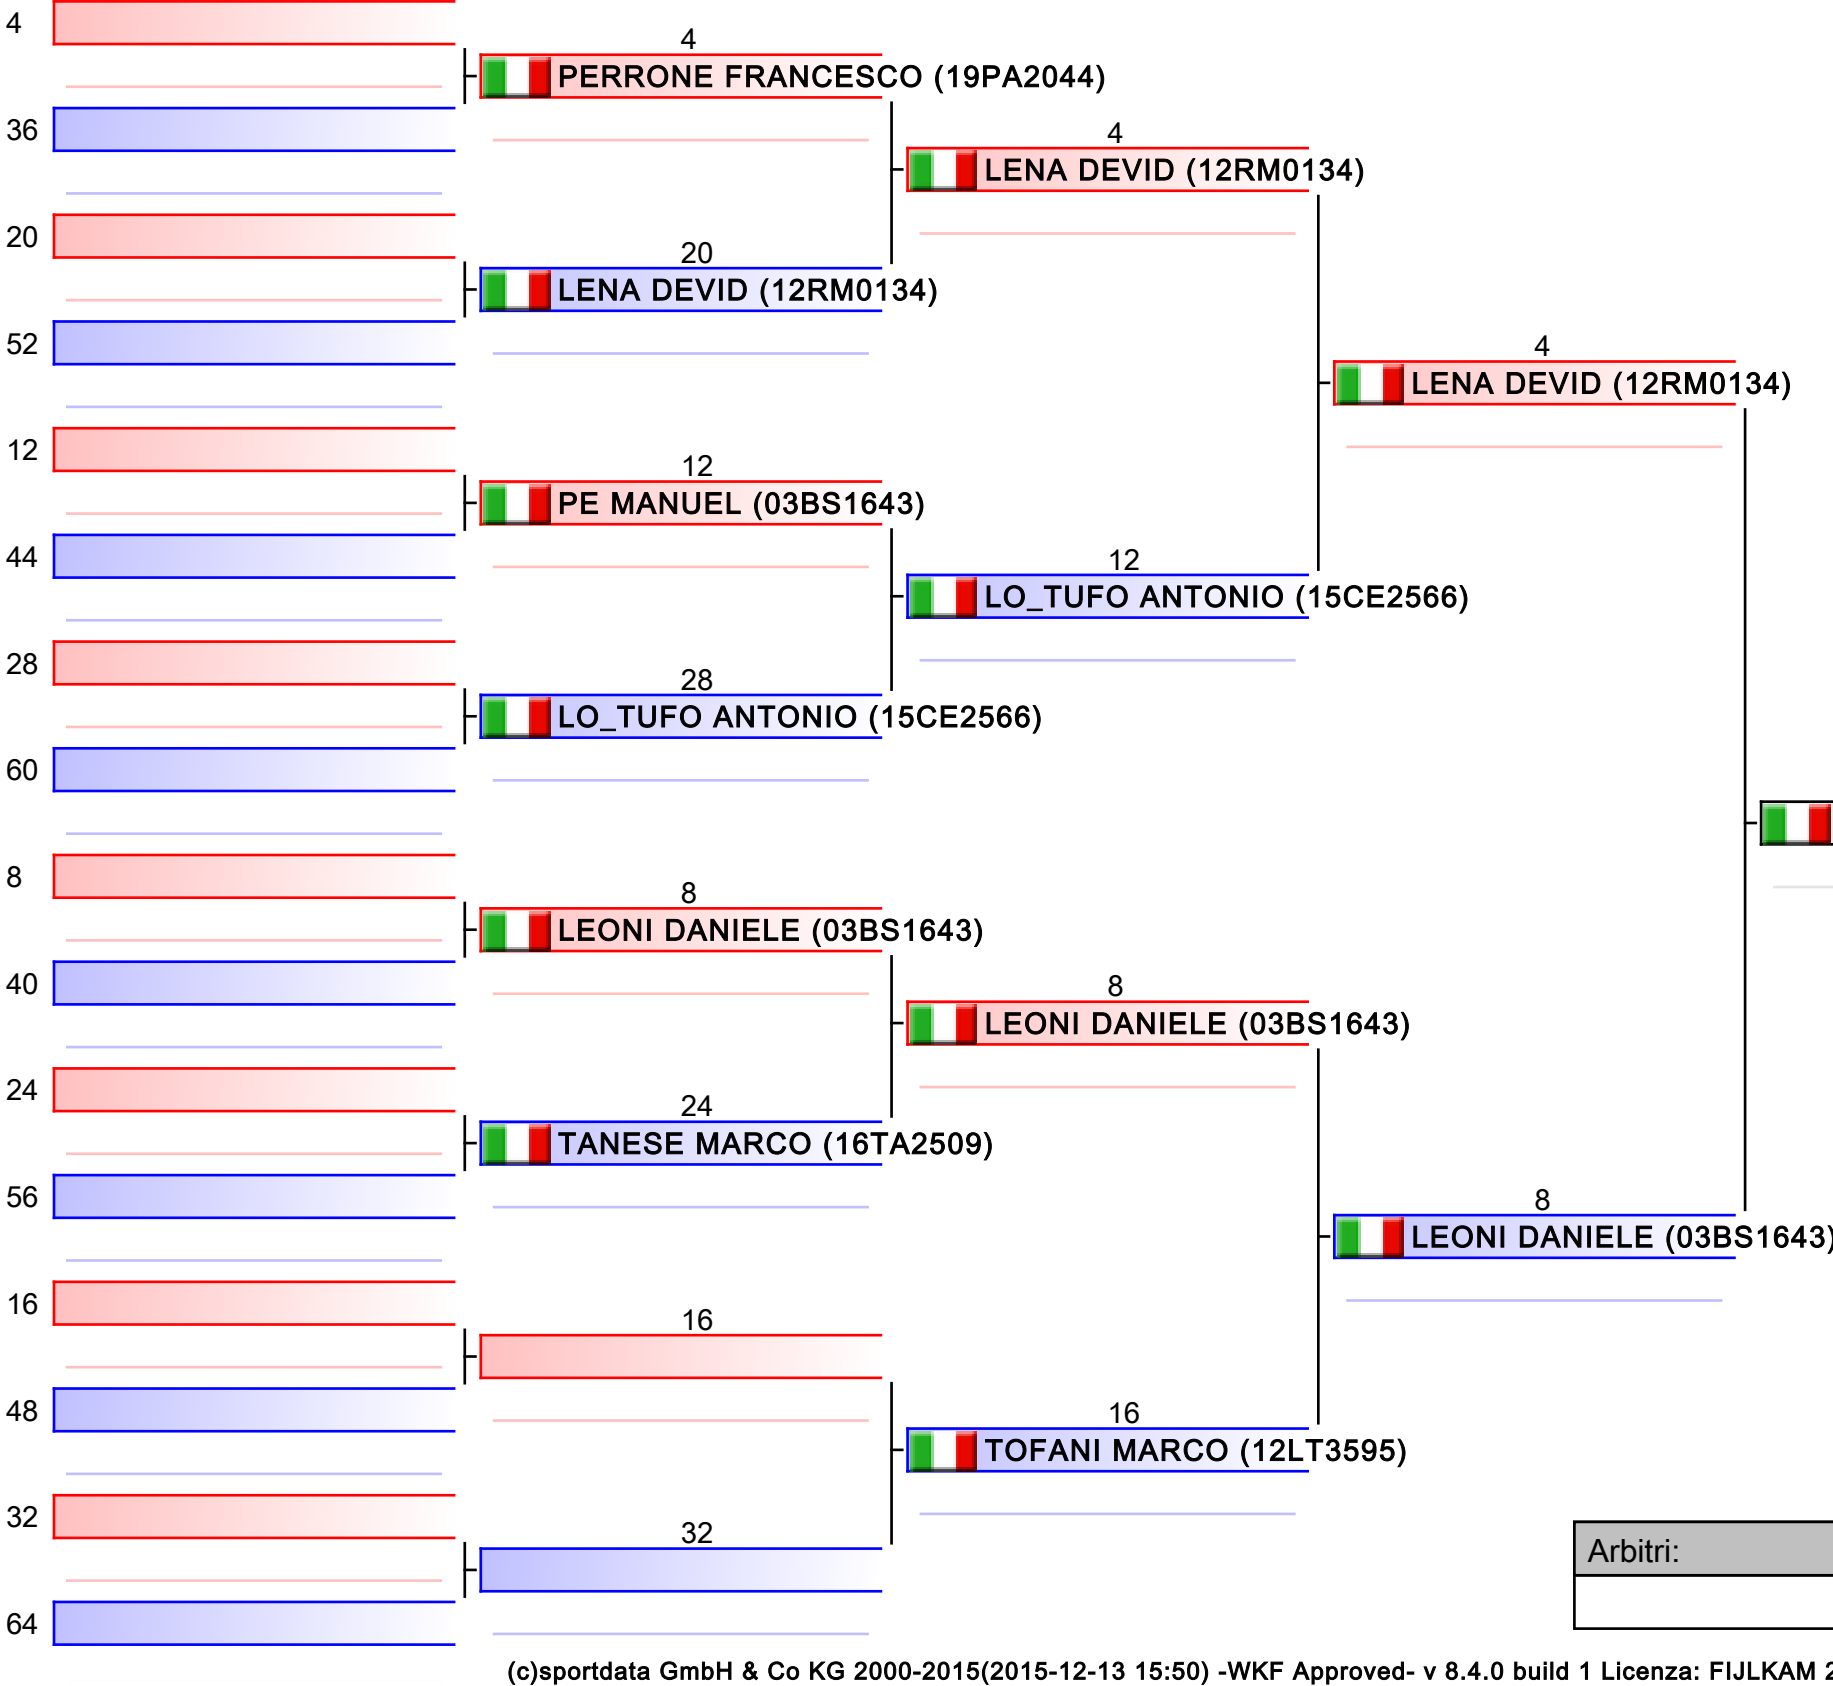 4
36
20
52
12
44
28
60
8
40
24
56
16
48
32
64
4
PERRONE FRANCESCO (19PA2044)
20
LENA DEVID (12RM0134)
12
PE MANUEL (03BS1643)
28
LO_TUFO ANTONIO (15CE2566)
8
LEONI DANIELE (03BS1643)
24
TANESE MARCO (16TA2509)
16
32
4
LENA DEVID (12RM0134)
12
LO_TUFO ANTONIO (15CE2566)
8
LEONI DANIELE (03BS1643)
16
TOFANI MARCO (12LT3595)
4
LENA DEVID (12RM0134)
8
LEONI DANIELE (03BS1643)
Arbitri:
(c)sportdata GmbH & Co KG 2000-2015(2015-12-13 15:50) -WKF Approved- v 8.4.0 build 1 Licenza: FIJLKAM 2